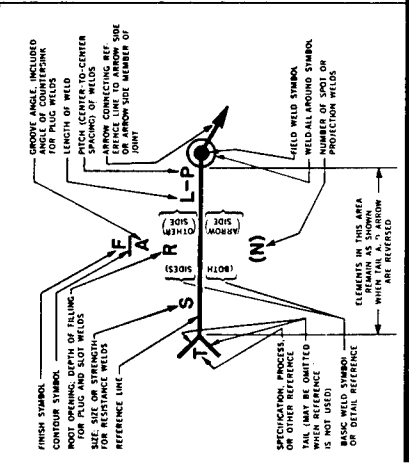 FINISH SYMBOL
CONTOUR SYMBOL
ROOT OPENING, DEPTH OF FILLING
FOR PLUG AND SLOT WELDS
SIZE, SIZE OR STRENGTH
FOR RESISTANCE WELDS
REFERENCE LINE
GROOVE ANGLE, INCLUDED
ANGLE OF COUNTERSINK
FOR PLUG WELDS
LENGTH OF WELD
PITCH (CENTER-TO-CENTER
SPACING) OF WELDS
ARROW CONNECTING REF-
ERENCE LINE TO ARROW SIDE
OR ARROW SIDE MEMBER OF
JOINT
F
A
R
S
L-P
T
(OTHER
SIDE)
(ARROW
SIDE)
(BOTH
SIDES)
(N)
SPECIFICATION, PROCESS,
OR OTHER REFERENCE
TAIL (MAY BE OMITTED
WHEN REFERENCE
IS NOT USED)
BASIC WELD SYMBOL
OR DETAIL REFERENCE
ELEMENTS IN THIS AREA
REMAIN AS SHOWN
WHEN TAIL ARROW
ARE REVERSED
FIELD WELD SYMBOL
WELD-ALL AROUND SYMBOL
NUMBER OF SPOT OR
PROJECTION WELDS